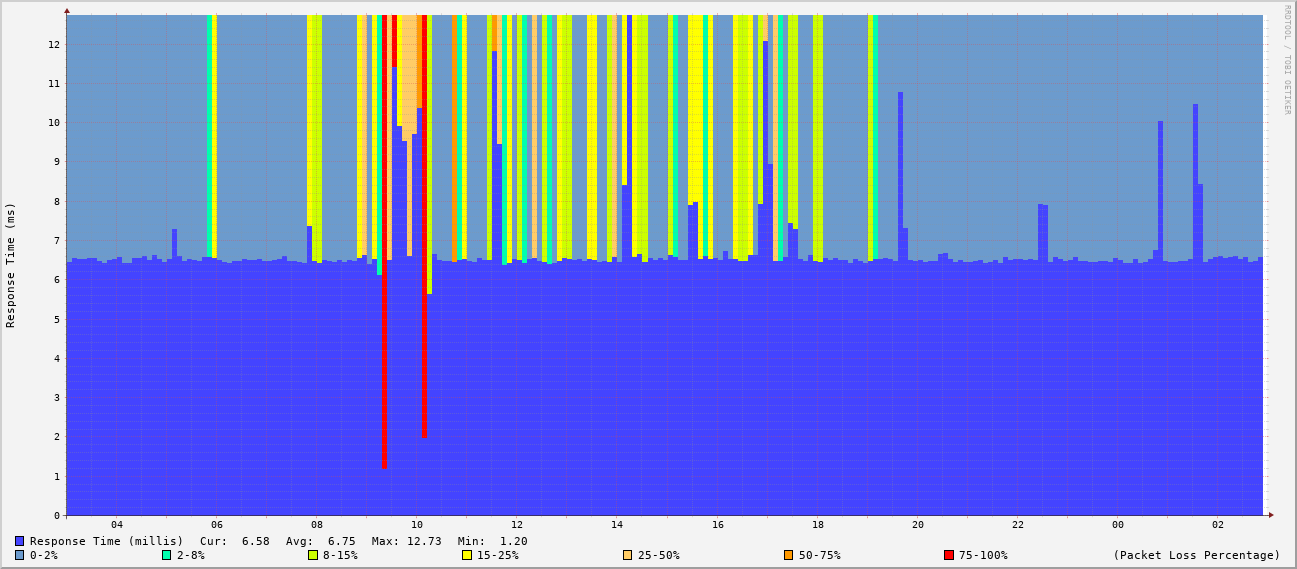 RRDTOOL / TOBI OETIKER
Response Time (ms)
12
11
10
9
8
7
6
5
4
3
2
1
0
04 06 08 10 12 14 16 18 20 22 00 02
Response Time (millis) Cur: 6.58 Avg: 6.75 Max: 12.73 Min: 1.20
0-2% 2-8% 8-15% 15-25% 25-50% 50-75% 75-100% (Packet Loss Percentage)